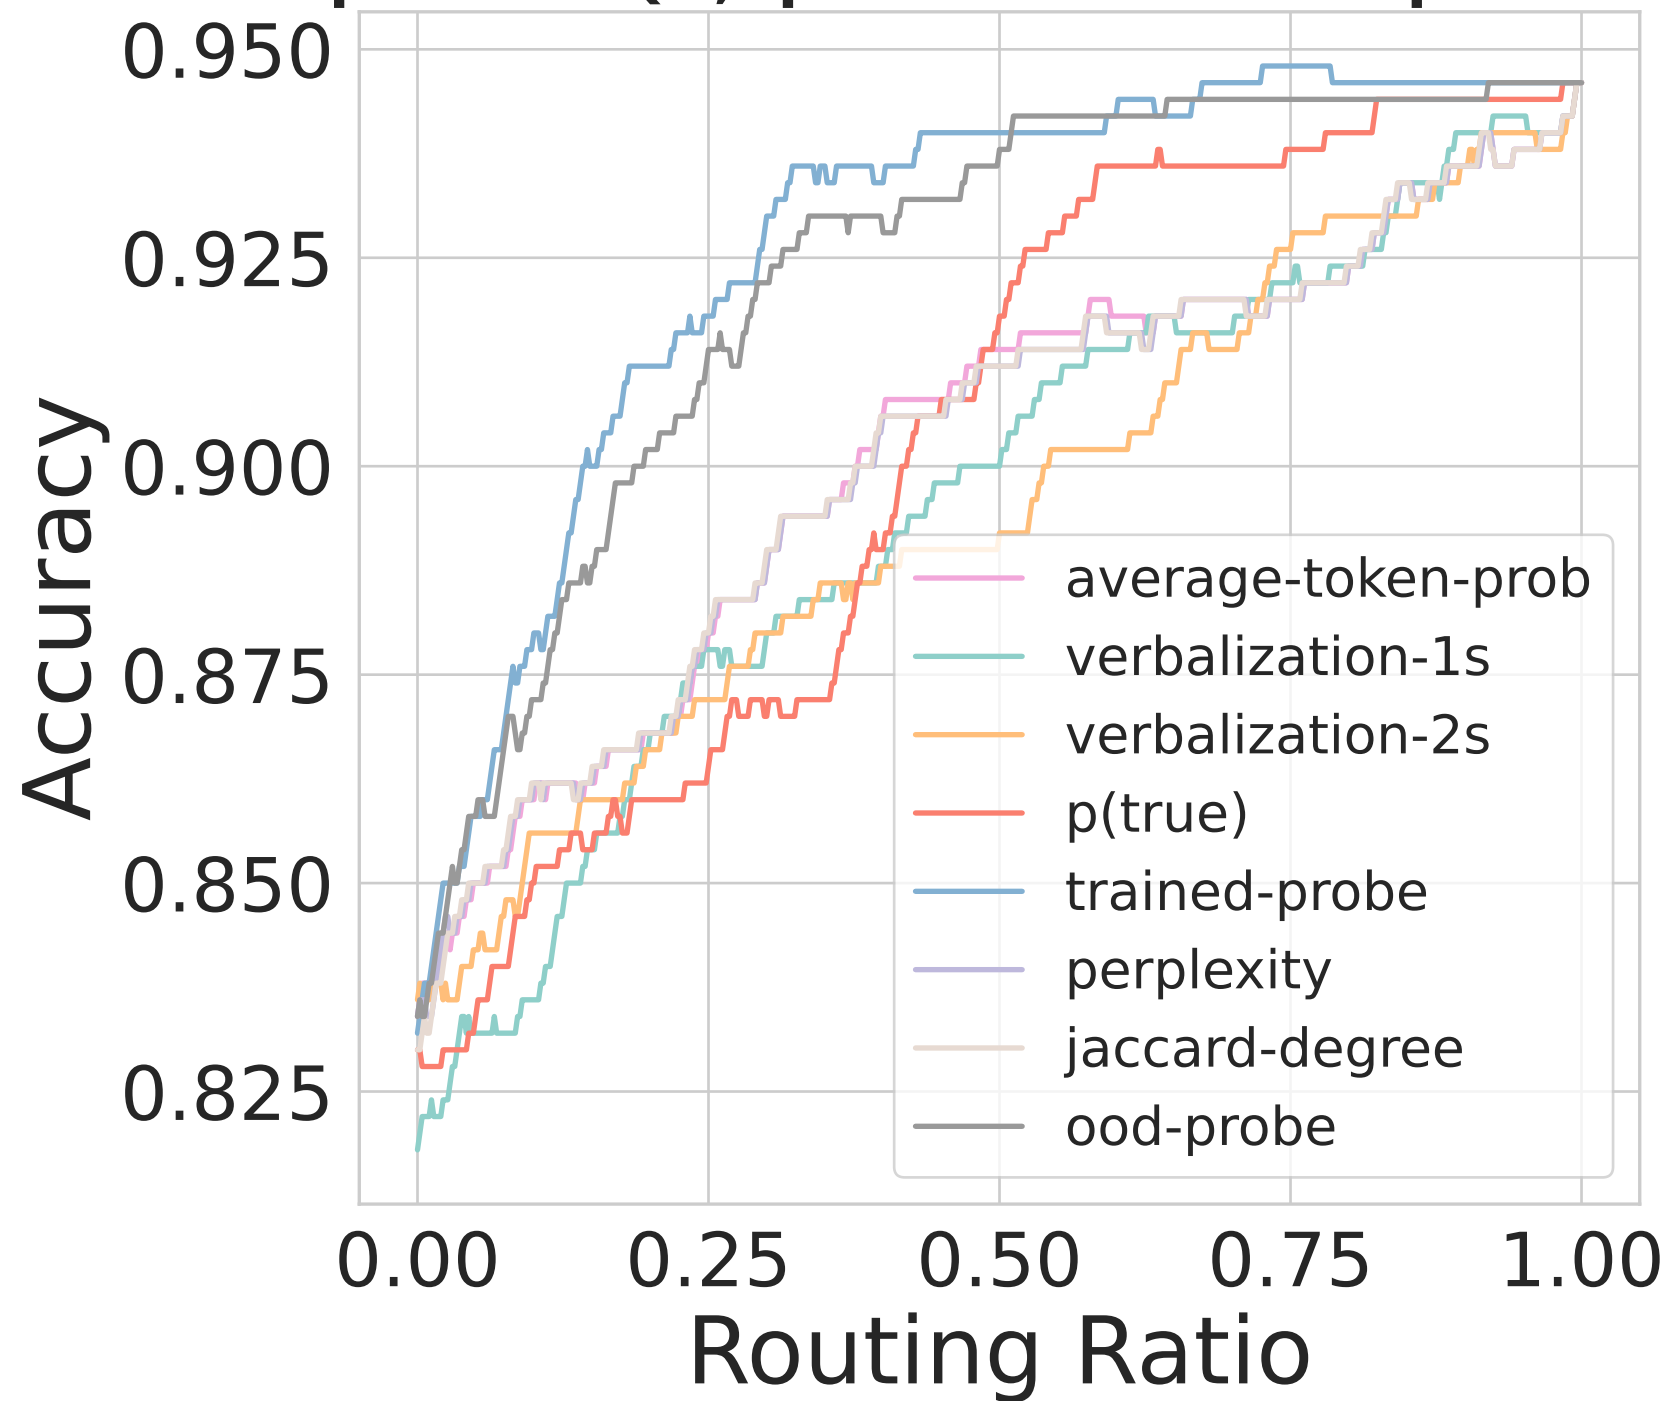 0.950
0.925
0.900
0.875
0.850
0.825
Accuracy
average-token-prob
verbalization-1s
verbalization-2s
p(true)
trained-probe
perplexity
jaccard-degree
ood-probe
0.00 0.25 0.50 0.75 1.00
Routing Ratio